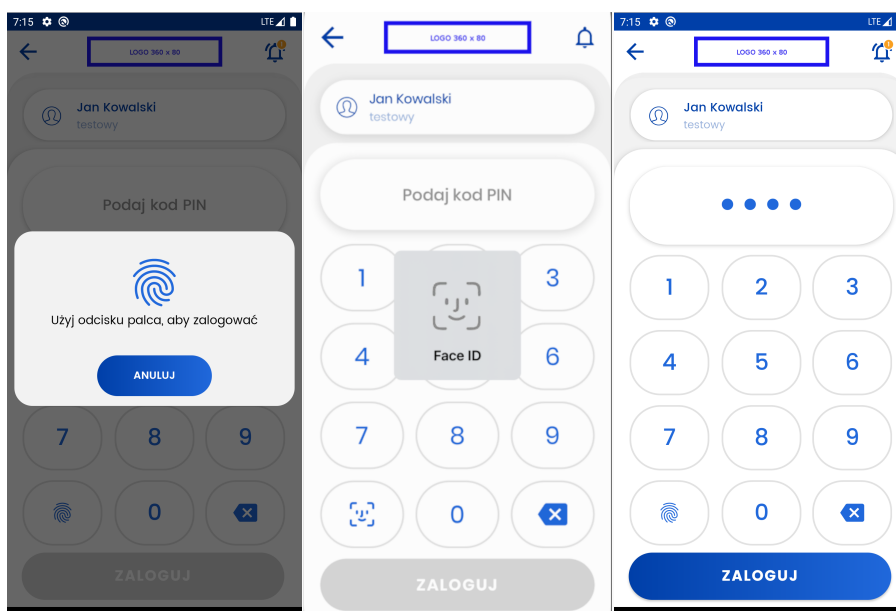 7:15
LTE
LOGO 360 x 80
Jan Kowalski
testowy
Podaj kod PIN
Użyj odcisku palca, aby zalogować
ANULUJ
7 8 9
0
ZALOGUJ
LOGO 360 x 80
Jan Kowalski
testowy
Podaj kod PIN
1 3
Face ID
4 6
7 8 9
0
ZALOGUJ
7:15
LTE
LOGO 360 x 80
Jan Kowalski
testowy
1 2 3
4 5 6
7 8 9
0
ZALOGUJ